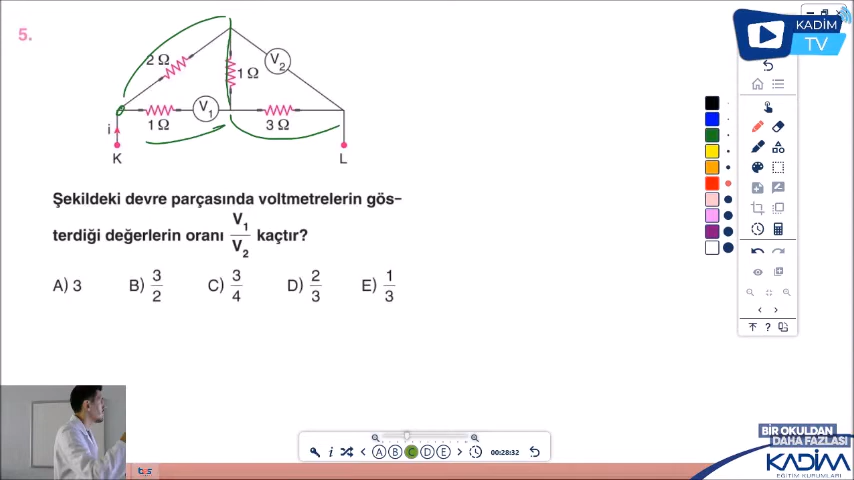 5.
KADİM
TV
2 Ω
1 Ω
V2
1 Ω
V1
3 Ω
i
K
L
Şekildeki devre parçasında voltmetrelerin gös-
terdiği değerlerin oranı V1/V2 kaçtır?
A) 3 B) 3/2 C) 3/4 D) 2/3 E) 1/3
A B C D E 00:28:32
BİR OKULDAN
DAHA FAZLASI
KADİM
EĞİTİM KURUMLARI